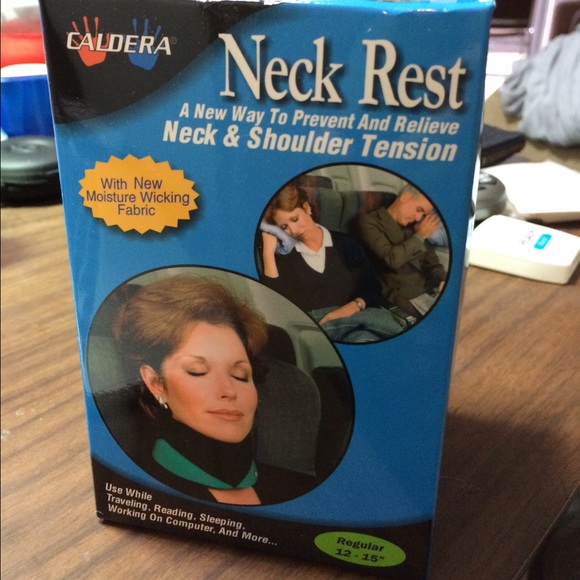 CALDERA®
Neck Rest
A New Way To Prevent And Relieve
Neck & Shoulder Tension
With New
Moisture Wicking
Fabric
Use While
Traveling, Reading, Sleeping,
Working On Computer, And More...
Regular
12 - 15"